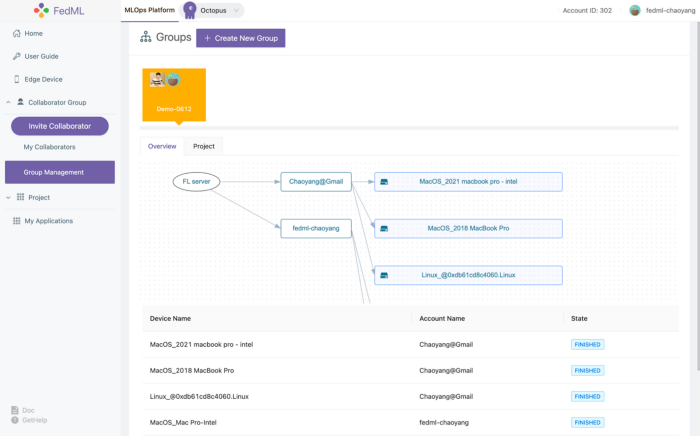 FedML
MLOps Platform
Octopus
Account ID: 302
fedml-chaoyang
Home
User Guide
Edge Device
Collaborator Group
Invite Collaborator
My Collaborators
Group Management
Project
My Applications
Doc
GetHelp
Groups
+ Create New Group
Demo-0612
Overview
Project
FL server
Chaoyang@Gmail
MacOS_2021 macbook pro - intel
fedml-chaoyang
MacOS_2018 MacBook Pro
Linux_@0xdb61cd8c4060.Linux
Device Name Account Name State
MacOS_2021 macbook pro - intel Chaoyang@Gmail FINISHED
MacOS_2018 MacBook Pro Chaoyang@Gmail FINISHED
Linux_@0xdb61cd8c4060.Linux Chaoyang@Gmail FINISHED
MacOS_Mac Pro-Intel fedml-chaoyang FINISHED